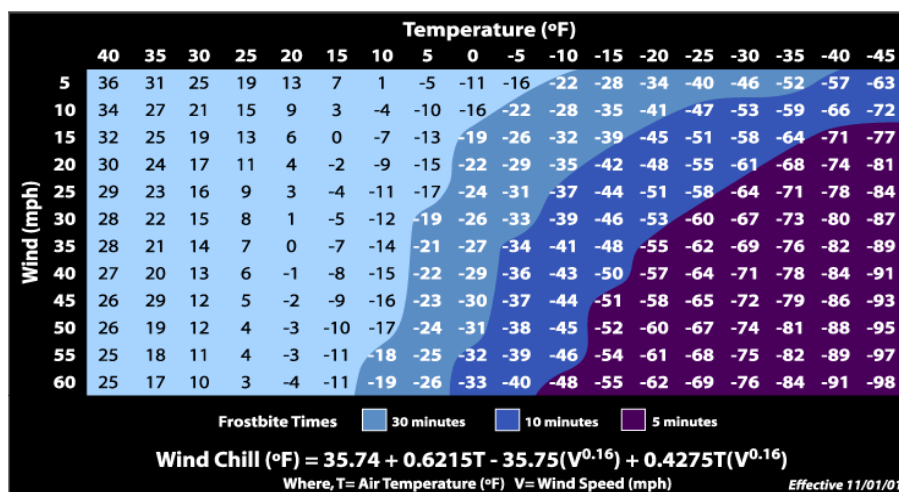 Temperature (ºF)
40 35 30 25 20 15 10 5 0 -5 -10 -15 -20 -25 -30 -35 -40 -45
Wind (mph)
5 36 31 25 19 13 7 1 -5 -11 -16 -22 -28 -34 -40 -46 -52 -57 -63
10 34 27 21 15 9 3 -4 -10 -16 -22 -28 -35 -41 -47 -53 -59 -66 -72
15 32 25 19 13 6 0 -7 -13 -19 -26 -32 -39 -45 -51 -58 -64 -71 -77
20 30 24 17 11 4 -2 -9 -15 -22 -29 -35 -42 -48 -55 -61 -68 -74 -81
25 29 23 16 9 3 -4 -11 -17 -24 -31 -37 -44 -51 -58 -64 -71 -78 -84
30 28 22 15 8 1 -5 -12 -19 -26 -33 -39 -46 -53 -60 -67 -73 -80 -87
35 28 21 14 7 0 -7 -14 -21 -27 -34 -41 -48 -55 -62 -69 -76 -82 -89
40 27 20 13 6 -1 -8 -15 -22 -29 -36 -43 -50 -57 -64 -71 -78 -84 -91
45 26 29 12 5 -2 -9 -16 -23 -30 -37 -44 -51 -58 -65 -72 -79 -86 -93
50 26 19 12 4 -3 -10 -17 -24 -31 -38 -45 -52 -60 -67 -74 -81 -88 -95
55 25 18 11 4 -3 -11 -18 -25 -32 -39 -46 -54 -61 -68 -75 -82 -89 -97
60 25 17 10 3 -4 -11 -19 -26 -33 -40 -48 -55 -62 -69 -76 -84 -91 -98
Frostbite Times 30 minutes 10 minutes 5 minutes
Wind Chill (ºF) = 35.74 + 0.6215T - 35.75(V^0.16) + 0.4275T(V^0.16)
Where, T= Air Temperature (ºF) V= Wind Speed (mph) Effective 11/01/01